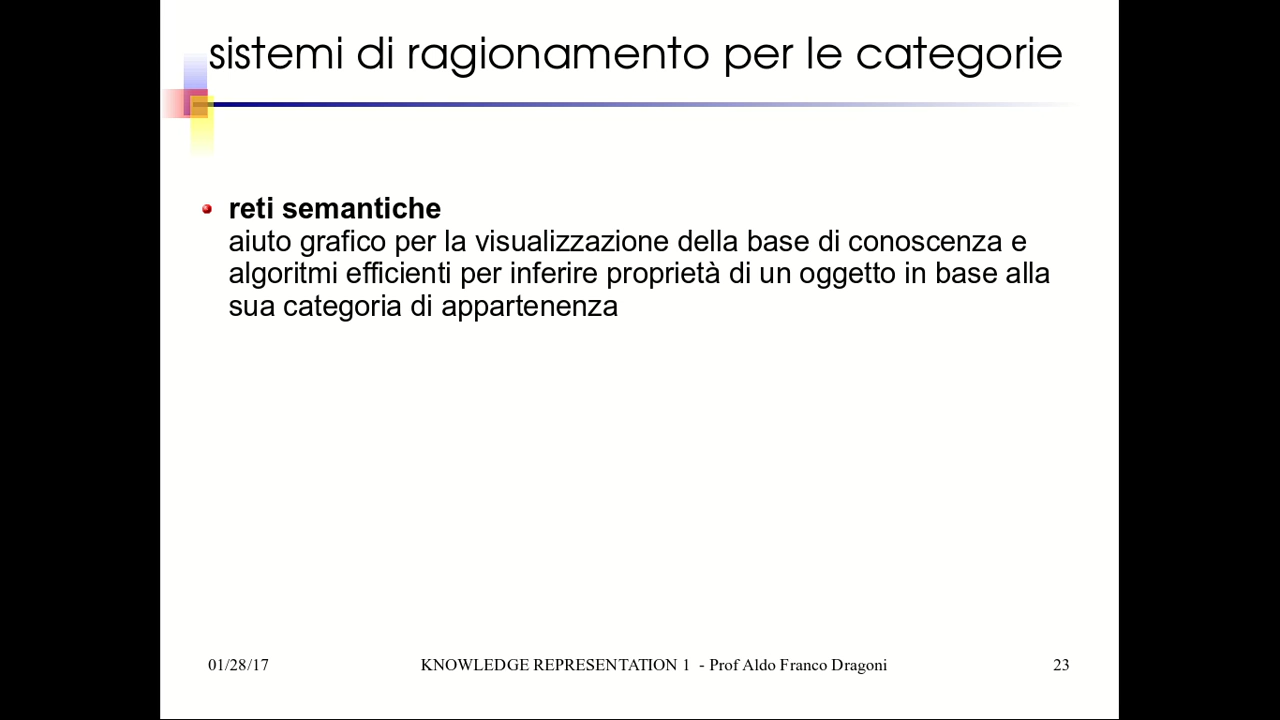 sistemi di ragionamento per le categorie
reti semantiche
aiuto grafico per la visualizzazione della base di conoscenza e
algoritmi efficienti per inferire proprietà di un oggetto in base alla
sua categoria di appartenenza
01/28/17 KNOWLEDGE REPRESENTATION 1 - Prof Aldo Franco Dragoni 23